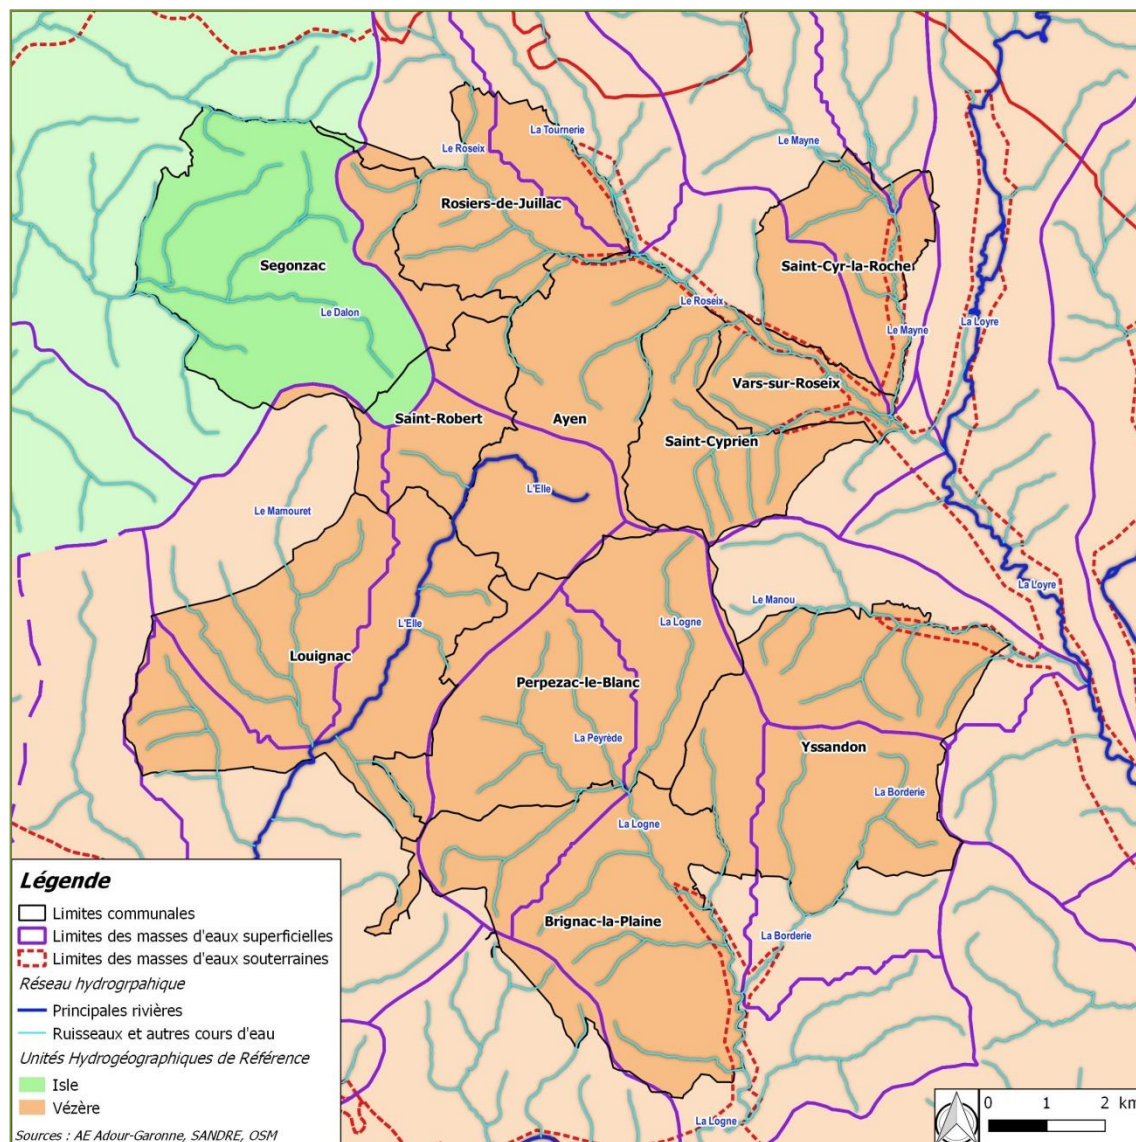 La Tournerie
Le Mayne
Le Roseix
Rosiers-de-Juillac
Segonzac
Saint-Cyr-la-Roche
Le Roseix
Le Dalon
Le Mayne
La Loyre
Vars-sur-Roseix
Saint-Robert
Ayen
Saint-Cyprien
L'Elle
Le Mamouret
La Loyre
Le Manou
La Logne
L'Elle
Louignac
Perpezac-le-Blanc
La Peyrède
Yssandon
La Borderie
La Logne
Brignac-la-Plaine
La Borderie
La Logne
Légende
Limites communales
Limites des masses d'eaux superficielles
Limites des masses d'eaux souterraines
Réseau hydrogrpahique
Principales rivières
Ruisseaux et autres cours d'eau
Unités Hydrogéographiques de Référence
Isle
Vézère
Sources : AE Adour-Garonne, SANDRE, OSM
0 1 2 km